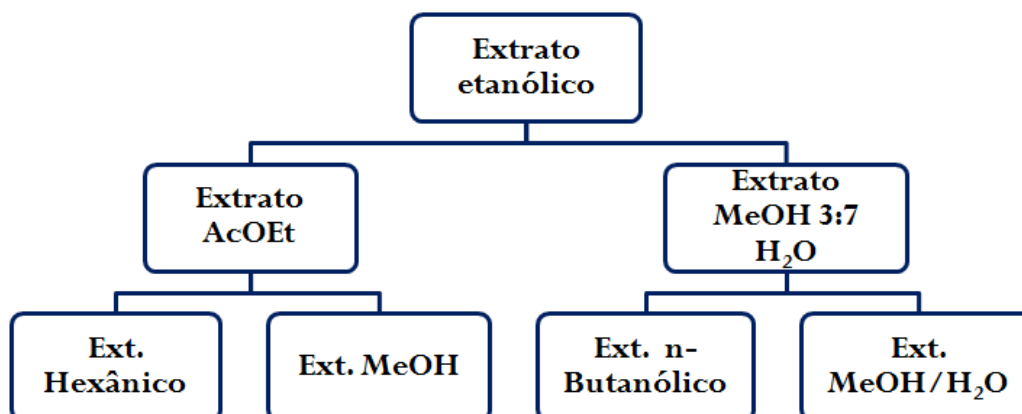 Extrato
etanólico
Extrato
AcOEt
Extrato
MeOH 3:7
H₂O
Ext.
Hexânico
Ext. MeOH
Ext. n-
Butanólico
Ext.
MeOH/H₂O